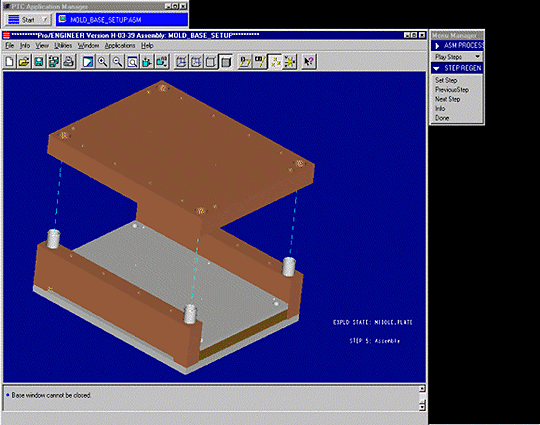 PTC Application Manager
Start MOLD_BASE_SETUP.ASM
**********Pro/ENGINEER Version H-03-39 Assembly: MOLD_BASE_SETUP**********
File Info View Utilities Window Applications Help
Menu Manager
ASM PROCESS
Play Steps
STEP REGEN
Set Step
PreviousStep
Next Step
Info
Done
EXPLD STATE: MIDDLE_PLATE
STEP 5: Assembly
Base window cannot be closed.